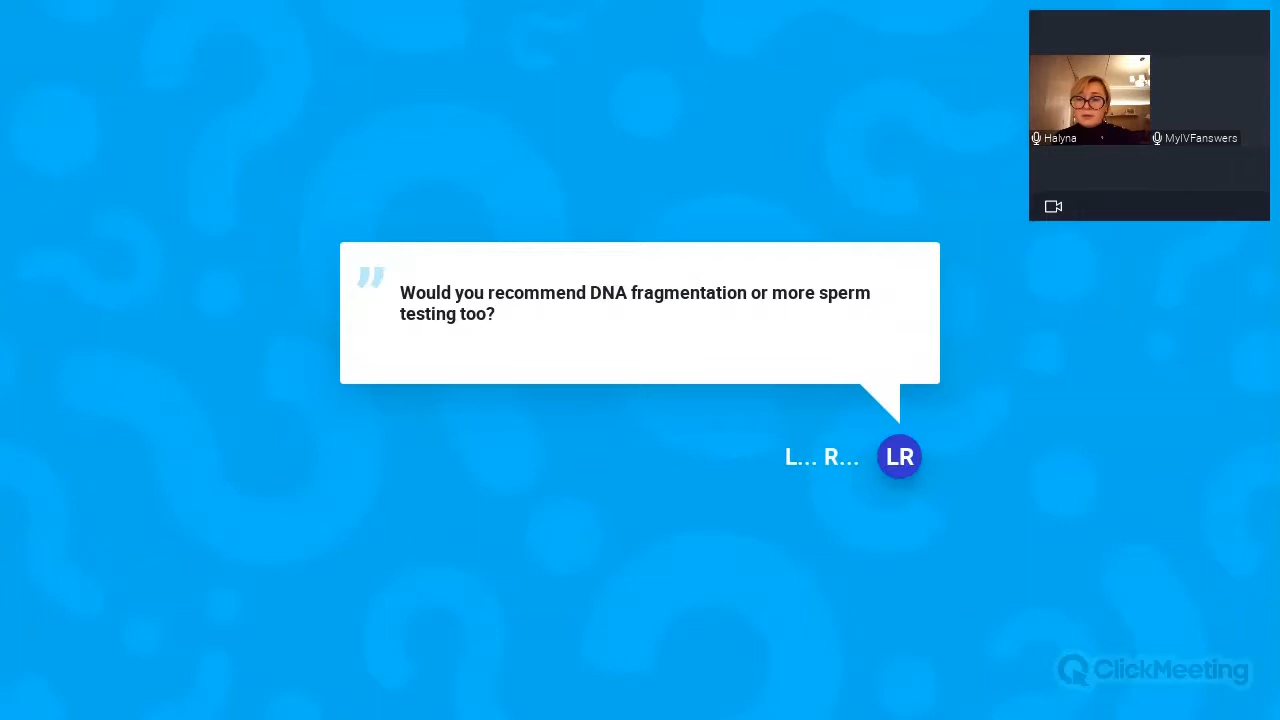 Halyna
MyIVFanswers
Would you recommend DNA fragmentation or more sperm
testing too?
L... R...
LR
ClickMeeting